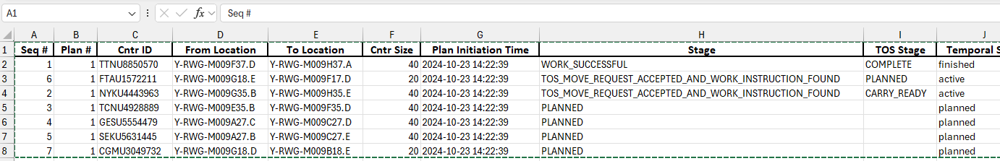 A1 fx Seq #
A B C D E F G H I J
1 Seq # Plan # Cntr ID From Location To Location Cntr Size Plan Initiation Time Stage TOS Stage Temporal S
2 1 1 TTNU8850570 Y-RWG-M009F37.D Y-RWG-M009H37.A 40 2024-10-23 14:22:39 WORK_SUCCESSFUL COMPLETE finished
3 6 1 FTAU1572211 Y-RWG-M009G18.E Y-RWG-M009F17.D 20 2024-10-23 14:22:39 TOS_MOVE_REQUEST_ACCEPTED_AND_WORK_INSTRUCTION_FOUND PLANNED active
4 2 1 NYKU4443963 Y-RWG-M009G35.B Y-RWG-M009H35.E 40 2024-10-23 14:22:39 TOS_MOVE_REQUEST_ACCEPTED_AND_WORK_INSTRUCTION_FOUND CARRY_READY active
5 3 1 TCNU4928889 Y-RWG-M009E35.B Y-RWG-M009F35.D 40 2024-10-23 14:22:39 PLANNED planned
6 4 1 GESU5554479 Y-RWG-M009A27.C Y-RWG-M009C27.D 40 2024-10-23 14:22:39 PLANNED planned
7 5 1 SEKU5631445 Y-RWG-M009A27.B Y-RWG-M009C27.E 40 2024-10-23 14:22:39 PLANNED planned
8 7 1 CGMU3049732 Y-RWG-M009G18.D Y-RWG-M009B18.E 20 2024-10-23 14:22:39 PLANNED planned